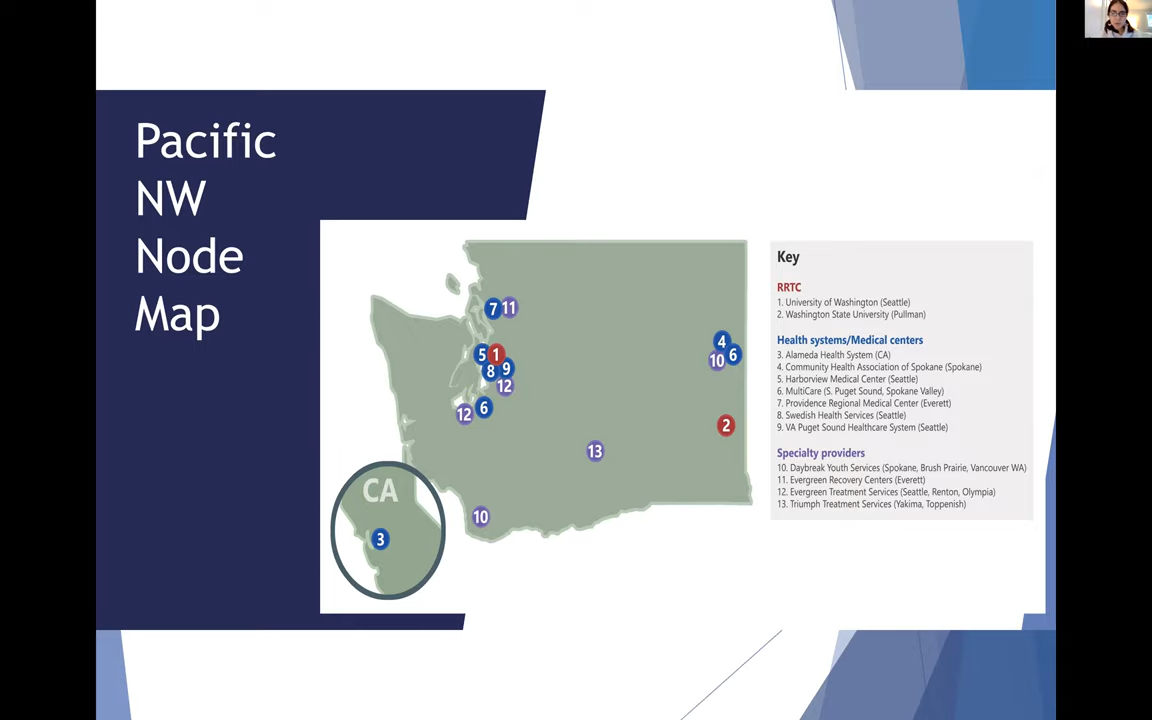 Pacific
NW
Node
Map
7 11
5 1
8 9
12
12 6
4
10 6
2
13
10
CA
3
Key
RRTC
1. University of Washington (Seattle)
2. Washington State University (Pullman)
Health systems/Medical centers
3. Alameda Health System (CA)
4. Community Health Association of Spokane (Spokane)
5. Harborview Medical Center (Seattle)
6. MultiCare (S. Puget Sound, Spokane Valley)
7. Providence Regional Medical Center (Everett)
8. Swedish Health Services (Seattle)
9. VA Puget Sound Healthcare System (Seattle)
Specialty providers
10. Daybreak Youth Services (Spokane, Brush Prairie, Vancouver WA)
11. Evergreen Recovery Centers (Everett)
12. Evergreen Treatment Services (Seattle, Renton, Olympia)
13. Triumph Treatment Services (Yakima, Toppenish)